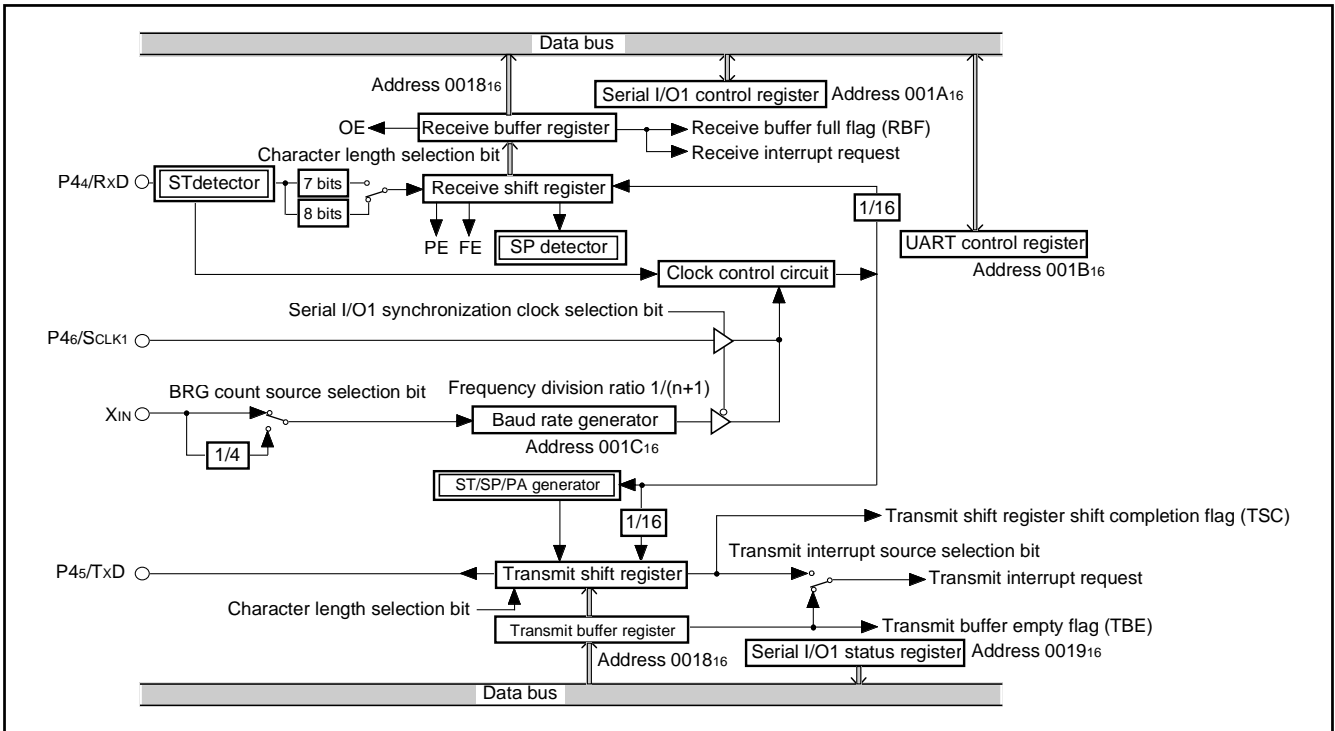 Data bus
Address 001816
Serial I/O1 control register Address 001A16
OE Receive buffer register Receive buffer full flag (RBF)
Character length selection bit Receive interrupt request
P44/RxD STdetector 7 bits Receive shift register
8 bits 1/16
PE FE SP detector UART control register
Clock control circuit Address 001B16
Serial I/O1 synchronization clock selection bit
P46/SCLK1
BRG count source selection bit Frequency division ratio 1/(n+1)
XIN Baud rate generator
1/4 Address 001C16
ST/SP/PA generator
1/16 Transmit shift register shift completion flag (TSC)
Transmit interrupt source selection bit
P45/TxD Transmit shift register Transmit interrupt request
Character length selection bit
Transmit buffer register Transmit buffer empty flag (TBE)
Address 001816 Serial I/O1 status register Address 001916
Data bus